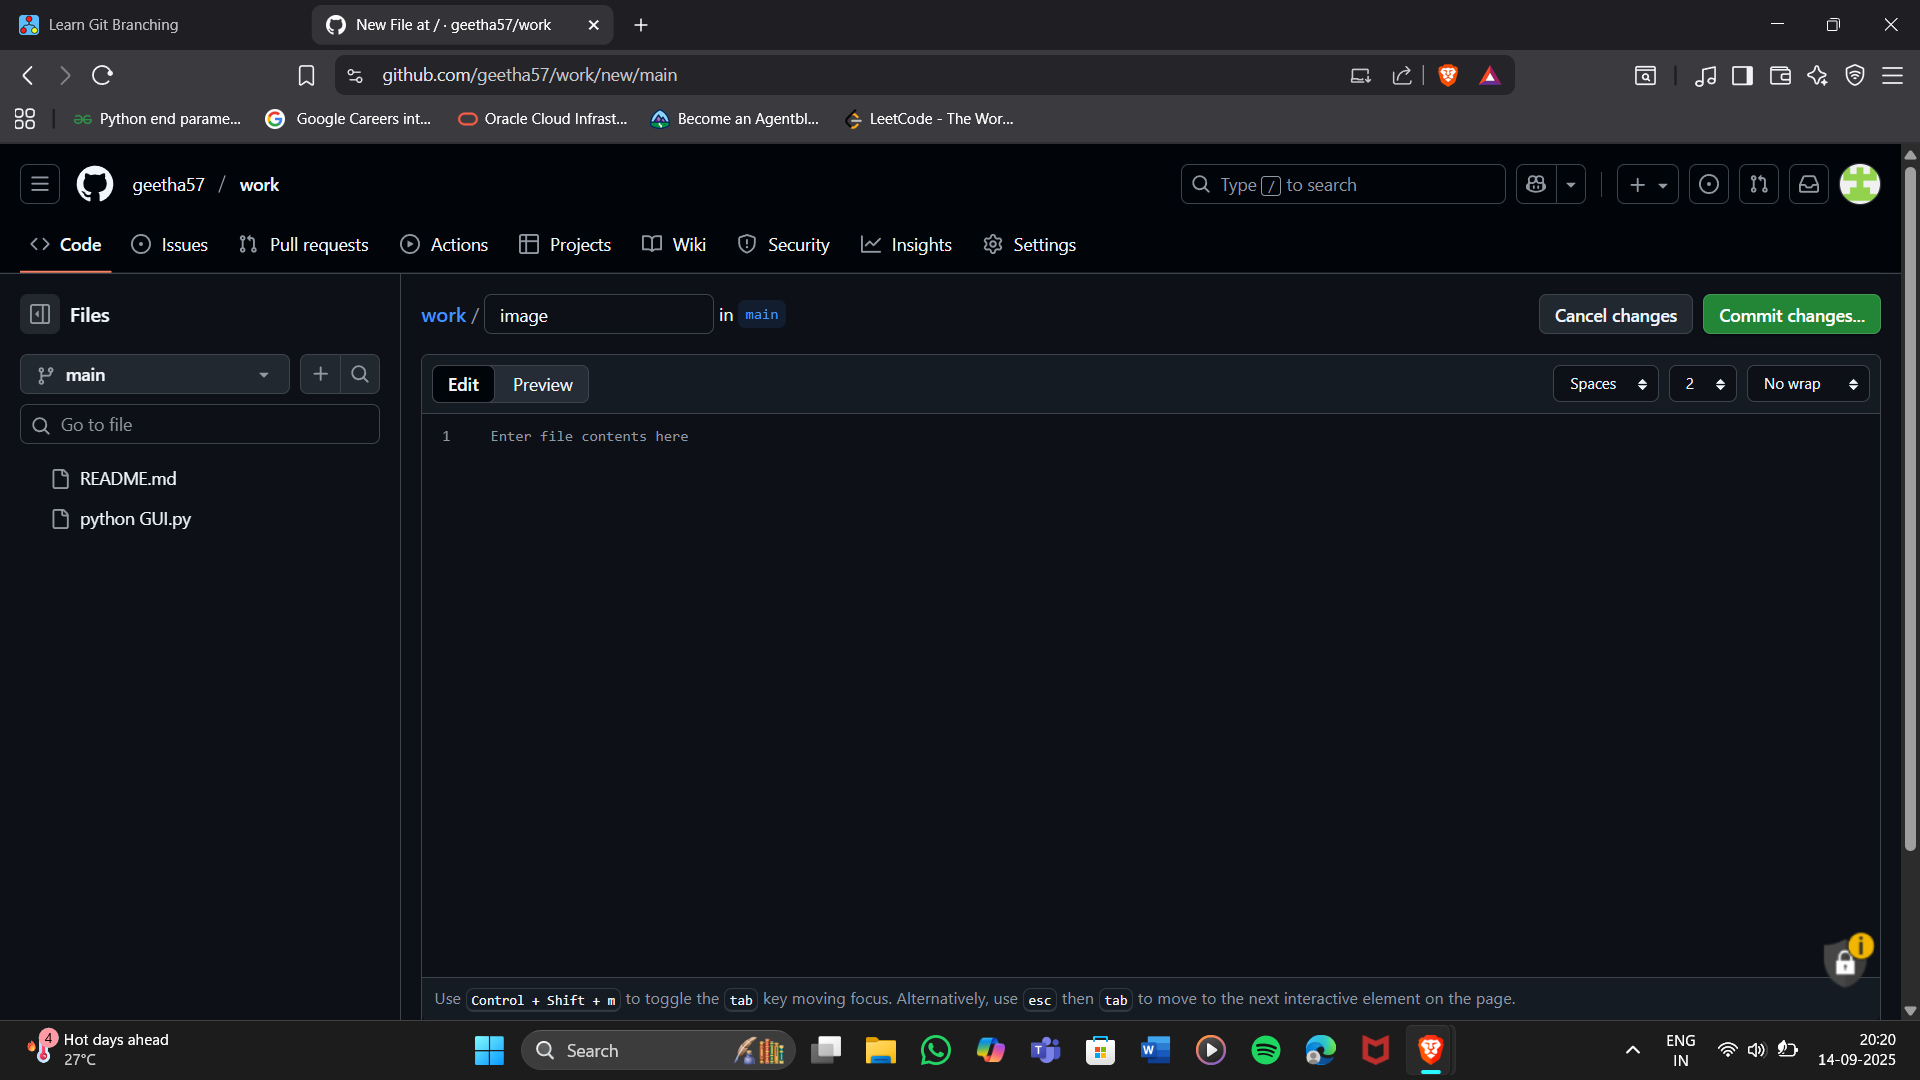 Learn Git Branching
New File at / · geetha57/work
github.com/geetha57/work/new/main
Python end parame...
Google Careers int...
Oracle Cloud Infrast...
Become an Agentbl...
LeetCode - The Wor...
geetha57 / work
Type / to search
Code
Issues
Pull requests
Actions
Projects
Wiki
Security
Insights
Settings
Files
work / image in main
Cancel changes
Commit changes...
main
Edit
Preview
Spaces
2
No wrap
Go to file
1 Enter file contents here
README.md
python GUI.py
Use Control + Shift + m to toggle the tab key moving focus. Alternatively, use esc then tab to move to the next interactive element on the page.
4
Hot days ahead
27°C
Search
ENG
IN
20:20
14-09-2025